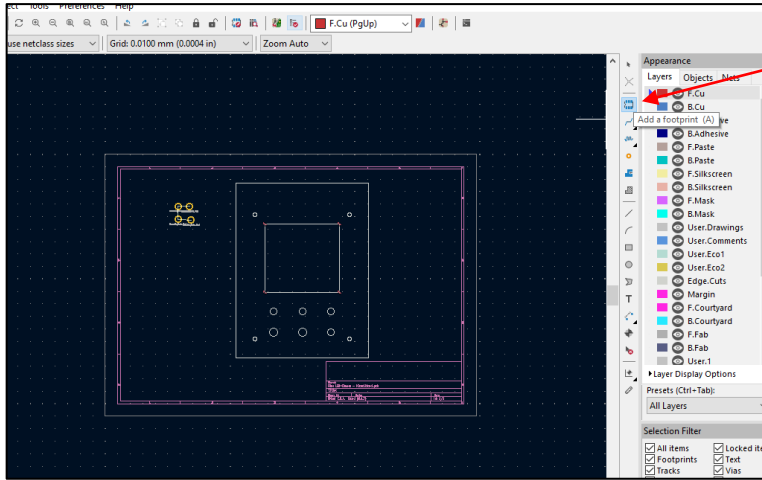 Tools Preferences Help
F.Cu (PgUp)
use netclass sizes Grid: 0.0100 mm (0.0004 in) Zoom Auto
Appearance
Layers Objects Nets
F.Cu
B.Cu
Add a footprint (A)
B.Adhesive
F.Paste
B.Paste
F.Silkscreen
B.Silkscreen
F.Mask
B.Mask
User.Drawings
User.Comments
User.Eco1
User.Eco2
Edge.Cuts
Margin
F.Courtyard
B.Courtyard
F.Fab
B.Fab
User.1
Layer Display Options
Presets (Ctrl+Tab):
All Layers
Selection Filter
All items Locked ite
Footprints Text
Tracks Vias